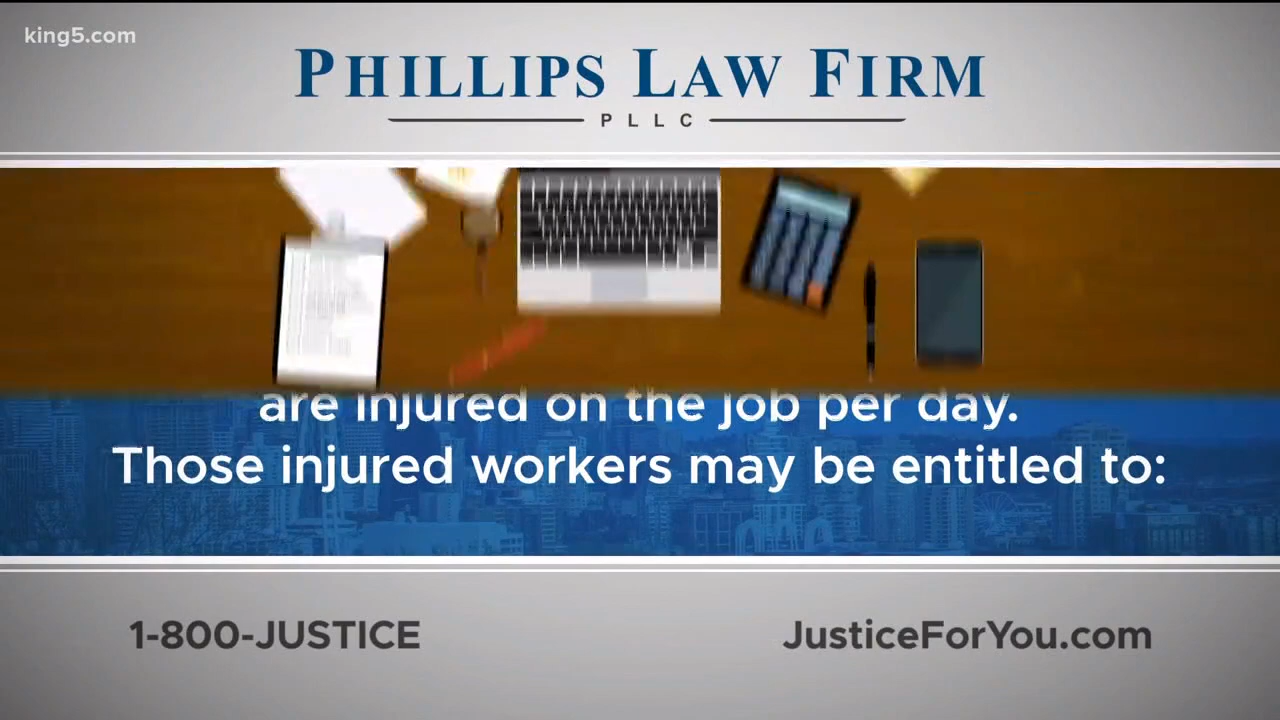 king5.com
PHILLIPS LAW FIRM
PLLC
are injured on the job per day.
Those injured workers may be entitled to:
1-800-JUSTICE
JusticeForYou.com